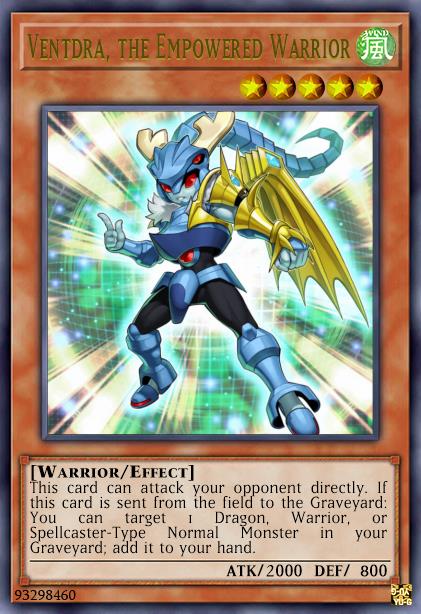 Ventdra, the Empowered Warrior
WIND
風
[Warrior/Effect]
This card can attack your opponent directly. If
this card is sent from the field to the Graveyard:
You can target 1 Dragon, Warrior, or
Spellcaster-Type Normal Monster in your
Graveyard; add it to your hand.
ATK/2000 DEF/ 800
93298460